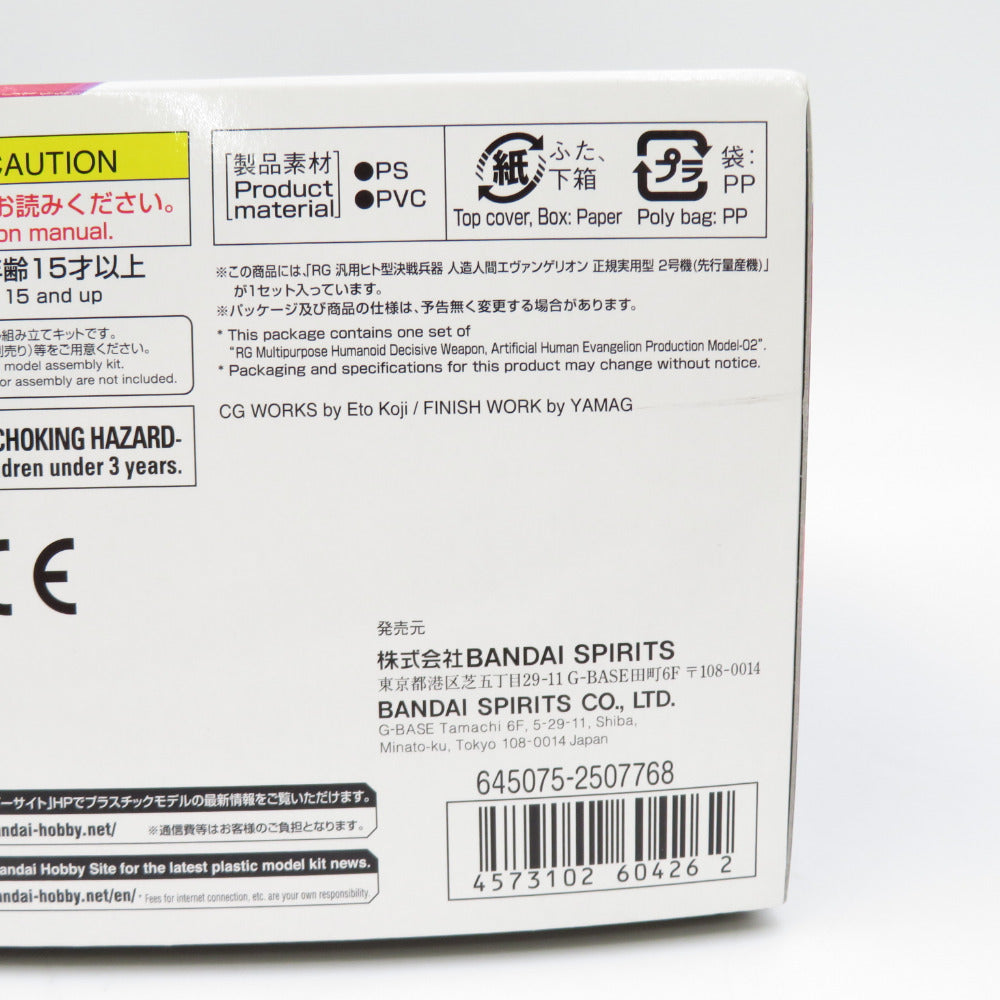 CAUTION
お読みください。
on manual.
齢15才以上
15 and up
組み立てキットです。
売り)等をご用意ください。
model assembly kit.
or assembly are not included.
CHOKING HAZARD-
dren under 3 years.
CE
[製品素材
Product
material]
●PS
●PVC
紙
ふた、
下箱
Top cover, Box: Paper
プラ
袋:
PP
Poly bag: PP
※この商品には、「RG 汎用ヒト型決戦兵器 人造人間エヴァンゲリオン 正規実用型 2号機(先行量産機)」
が1セット入っています。
※パッケージ及び商品の仕様は、予告無く変更する場合があります。
* This package contains one set of
"RG Multipurpose Humanoid Decisive Weapon, Artificial Human Evangelion Production Model-02".
* Packaging and specifications for this product may change without notice.
CG WORKS by Eto Koji / FINISH WORK by YAMAG
発売元
株式会社BANDAI SPIRITS
東京都港区芝五丁目29-11 G-BASE田町6F 〒108-0014
BANDAI SPIRITS CO., LTD.
G-BASE Tamachi 6F, 5-29-11, Shiba,
Minato-ku, Tokyo 108-0014 Japan
645075-2507768
4573102 60426 2
ーサイト」HPでプラスチックモデルの最新情報をご覧いただけます。
andai-hobby.net/ ※通信費等はお客様のご負担となります。
Bandai Hobby Site for the latest plastic model kit news.
andai-hobby.net/en/ * Fees for internet connection, etc. are your own responsibility.